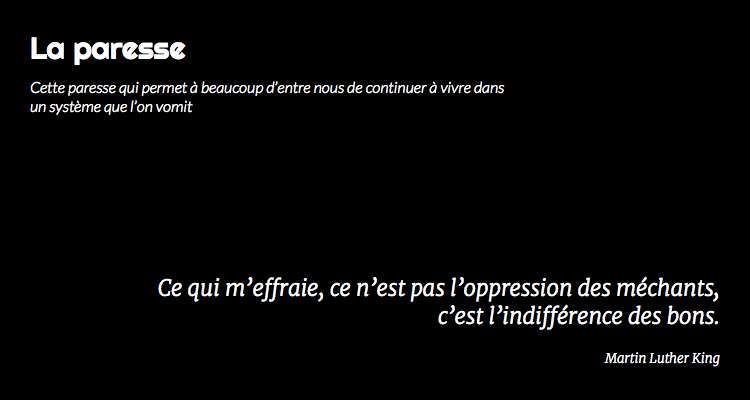 La paresse
Cette paresse qui permet à beaucoup d’entre nous de continuer à vivre dans
un système que l’on vomit
Ce qui m’effraie, ce n’est pas l’oppression des méchants,
c’est l’indifférence des bons.
Martin Luther King